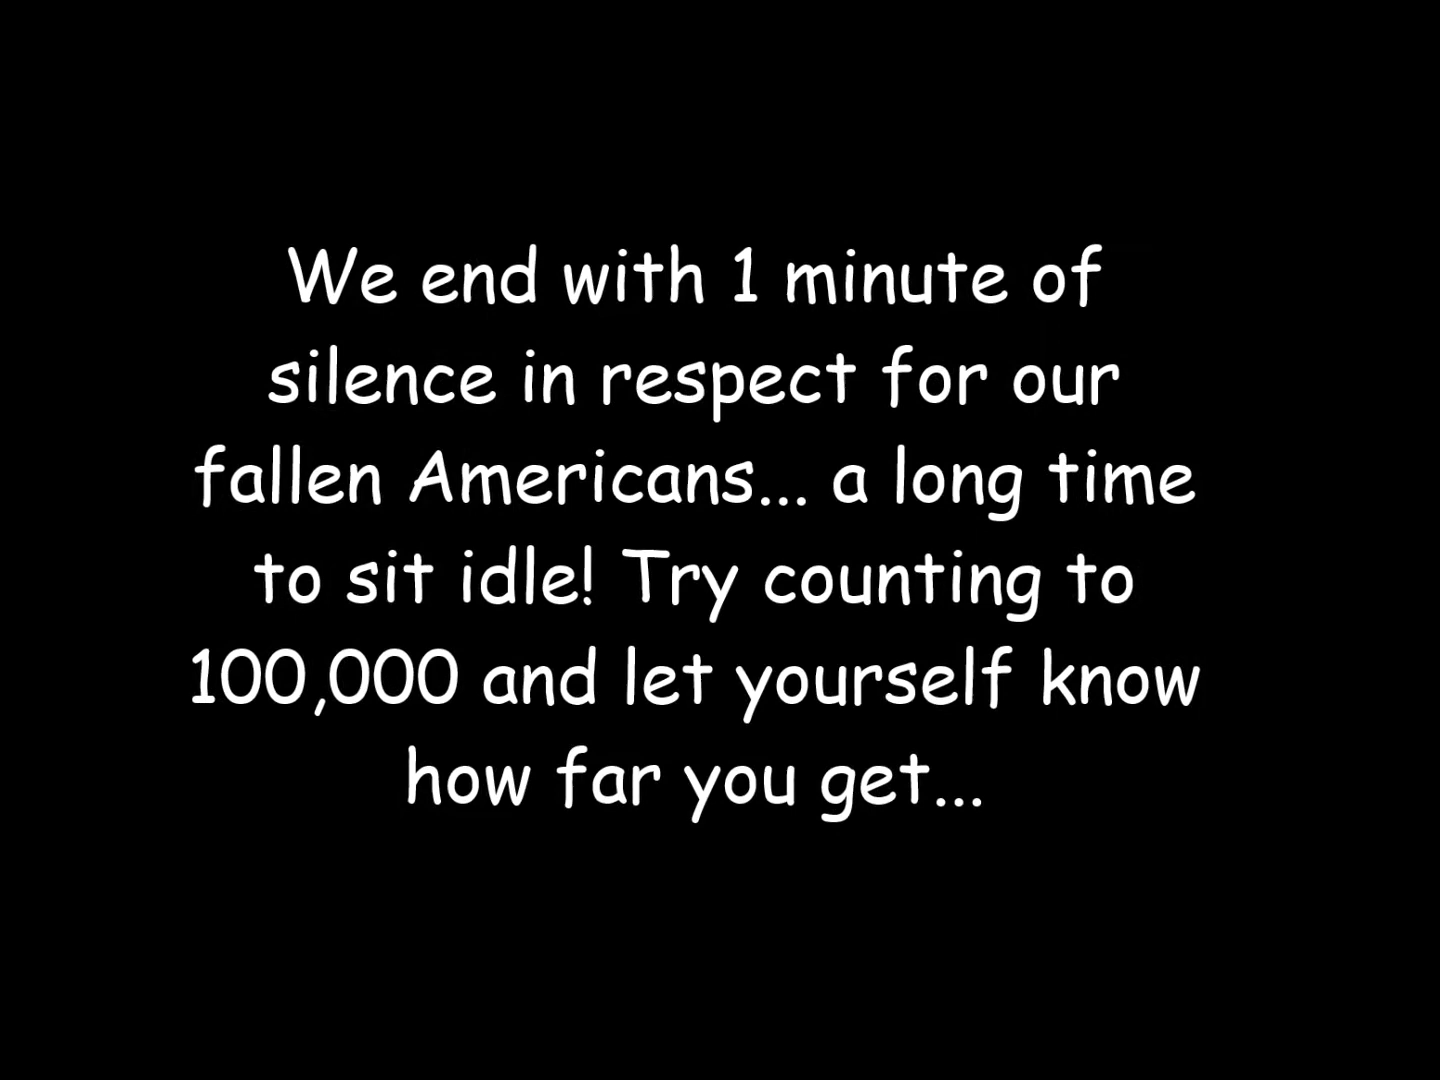 We end with 1 minute of
silence in respect for our
fallen Americans... a long time
to sit idle! Try counting to
100,000 and let yourself know
how far you get...